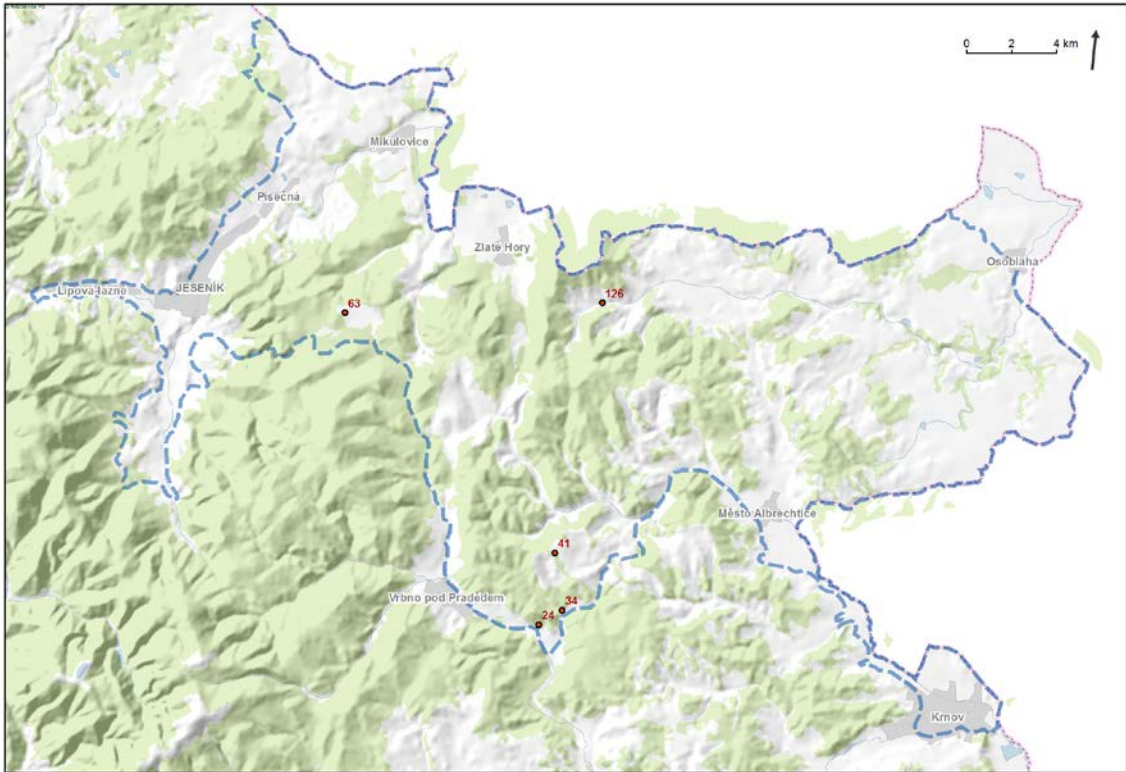 0 2 4 km
Mikulovice
Písečná
Zlaté Hory
Osoblaha
Lipová-lázně
JESENÍK
126
63
Město Albrechtice
41
Vrbno pod Pradědem
34
24
Krnov